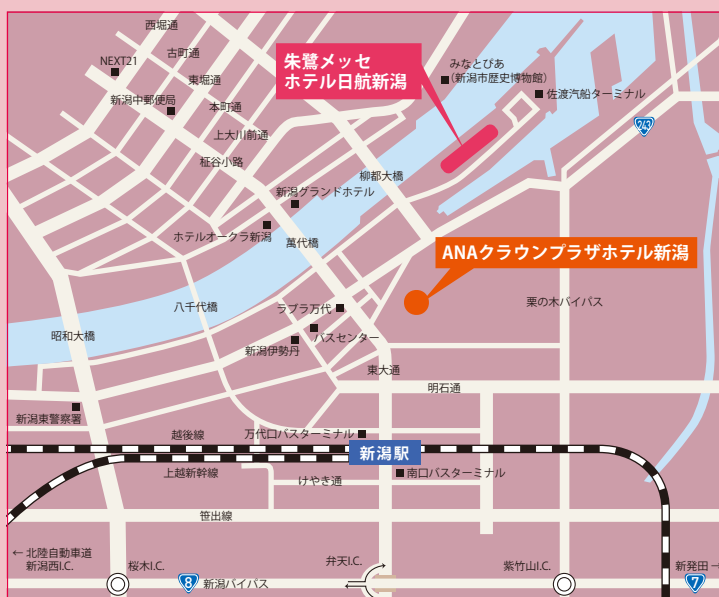 西堀通
古町通
NEXT21
東堀通
新潟中郵便局
本町通
上大川前通
柾谷小路
朱鷺メッセ
ホテル日航新潟
みなとぴあ
(新潟市歴史博物館)
佐渡汽船ターミナル
243
柳都大橋
新潟グランドホテル
ホテルオークラ新潟
萬代橋
ANAクラウンプラザホテル新潟
八千代橋
ラブラ万代
栗の木バイパス
昭和大橋
バスセンター
新潟伊勢丹
東大通
明石通
新潟東警察署
越後線
万代口バスターミナル
新潟駅
上越新幹線
南口バスターミナル
けやき通
笹出線
←北陸自動車道
新潟西I.C.
桜木I.C.
弁天I.C.
紫竹山I.C.
新発田→
8
新潟バイパス
7